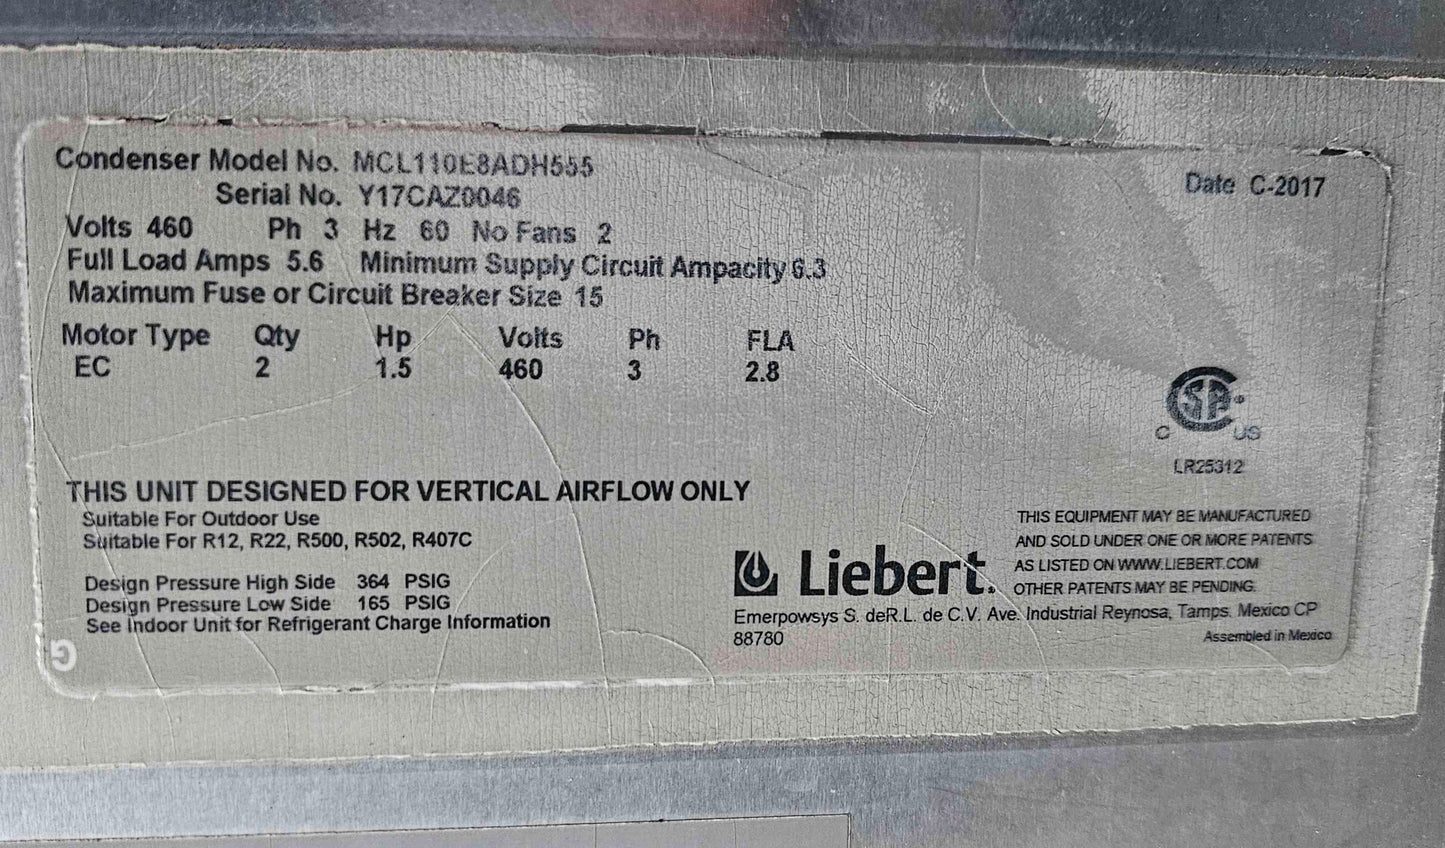 Condenser Model No. MCL110E8ADH555
Date C-2017
Serial No. Y17CAZ0046
Volts 460 Ph 3 Hz 60 No Fans 2
Full Load Amps 5.6 Minimum Supply Circuit Ampacity 6.3
Maximum Fuse or Circuit Breaker Size 15
Motor Type Qty Hp Volts Ph FLA
EC 2 1.5 460 3 2.8
CSA
C US
LR25312
THIS UNIT DESIGNED FOR VERTICAL AIRFLOW ONLY
Suitable For Outdoor Use
Suitable For R12, R22, R500, R502, R407C
Design Pressure High Side 364 PSIG
Design Pressure Low Side 165 PSIG
See Indoor Unit for Refrigerant Charge Information
G
THIS EQUIPMENT MAY BE MANUFACTURED
AND SOLD UNDER ONE OR MORE PATENTS
AS LISTED ON WWW.LIEBERT.COM
OTHER PATENTS MAY BE PENDING.
Liebert.
Emerpowsys S. deR.L. de C.V. Ave. Industrial Reynosa, Tamps. Mexico CP
88780
Assembled in Mexico